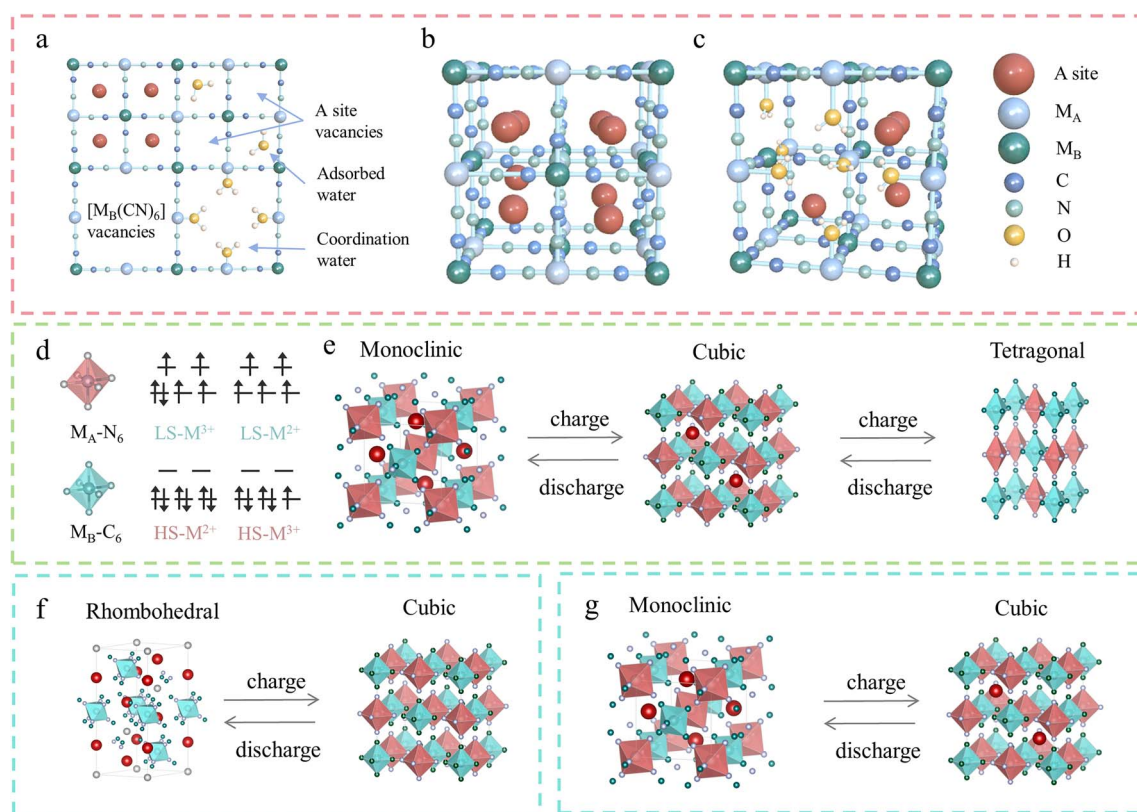 a
A site
vacancies
Adsorbed
water
[M_B(CN)_6]
vacancies
Coordination
water
b
c
A site
M_A
M_B
C
N
O
H
d
M_A-N_6
LS-M^3+
LS-M^2+
M_B-C_6
HS-M^2+
HS-M^3+
e
Monoclinic
charge
discharge
Cubic
charge
discharge
Tetragonal
f
Rhombohedral
charge
discharge
Cubic
g
Monoclinic
charge
discharge
Cubic